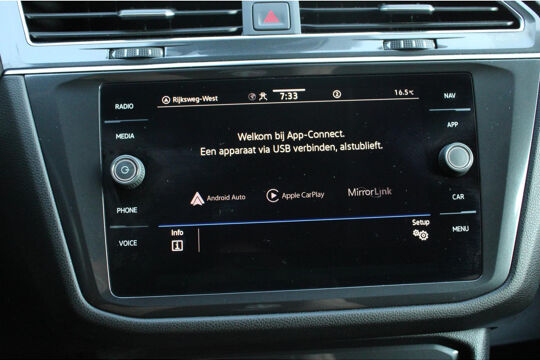 RADIO
MEDIA
PHONE
VOICE
Rijksweg-West 7:33 2 16.5°C
Welkom bij App-Connect.
Een apparaat via USB verbinden, alstublieft.
Android Auto Apple CarPlay MirrorLink
Info Setup
NAV
APP
CAR
MENU